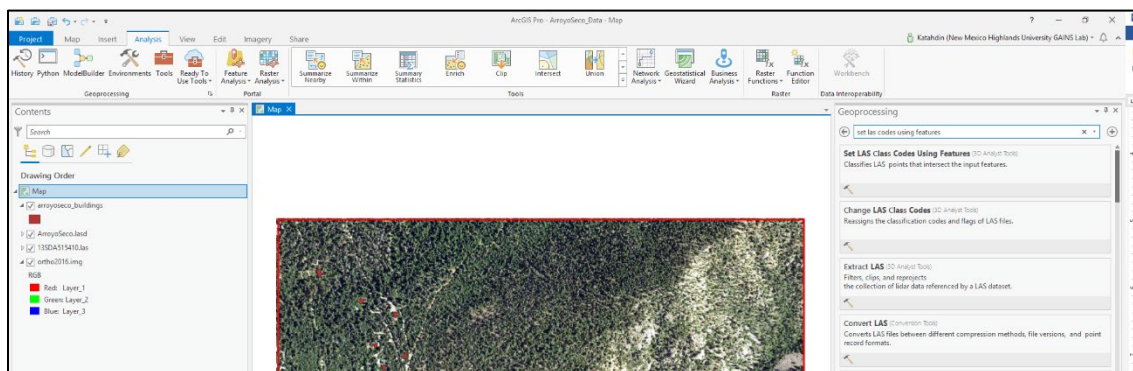 ArcGIS Pro - ArroyoSeco_Data - Map
Project Map Insert Analysis View Edit Imagery Share
Katahdin (New Mexico Highlands University GAINS Lab)
History Python ModelBuilder Environments Tools Ready To Use Tools
Feature Analysis Raster Analysis
Summarize Nearby Summarize Within Summary Statistics Enrich Clip Intersect Union
Network Analysis Geostatistical Wizard Business Analysis
Raster Functions Function Editor
Workbench
Geoprocessing Portal Tools Raster Data Interoperability
Contents
Search
Drawing Order
Map
arroyoseco_buildings
ArroyoSeco.lasd
13SDA515410.las
ortho2016.img
RGB
Red: Layer_1
Green: Layer_2
Blue: Layer_3
Map
Geoprocessing
set las codes using features
Set LAS Class Codes Using Features (3D Analyst Tools)
Classifies LAS points that intersect the input features.
Change LAS Class Codes (3D Analyst Tools)
Reassigns the classification codes and flags of LAS files.
Extract LAS (3D Analyst Tools)
Filters, clips, and reprojects
the collection of lidar data referenced by a LAS dataset.
Convert LAS (Conversion Tools)
Converts LAS files between different compression methods, file versions, and point
record formats.